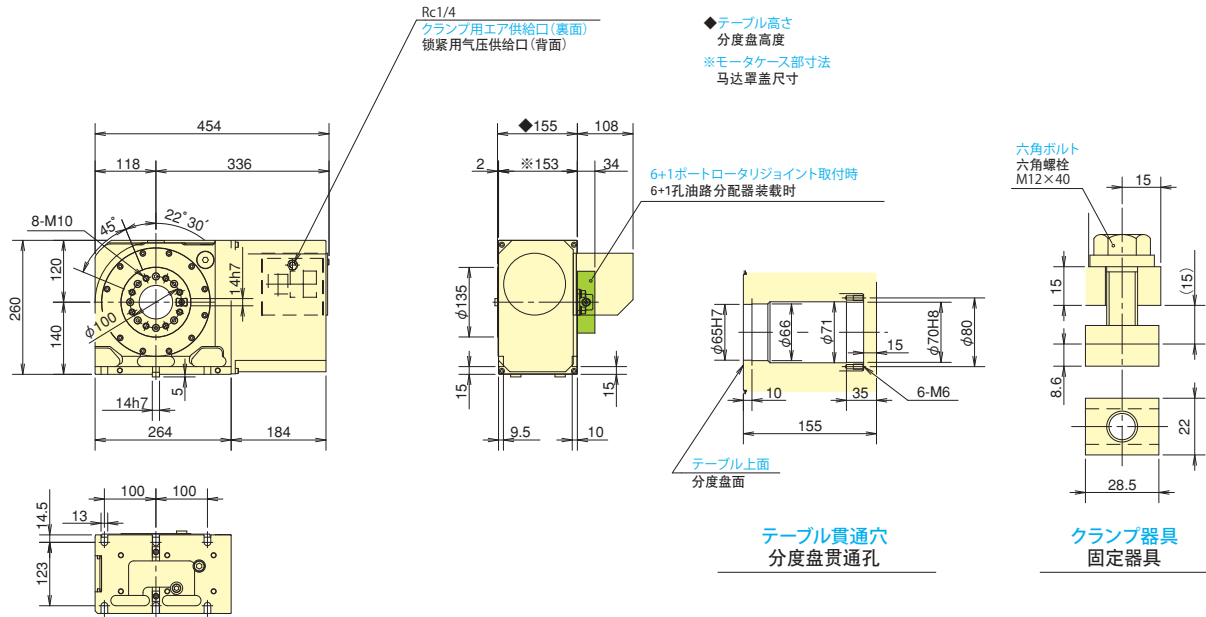 Rc1/4
クランプ用エア供給口(裏面)
锁紧用气压供给口(背面)
◆テーブル高さ
分度盘高度
※モータケース部寸法
马达罩盖尺寸
454
118
336
8-M10
45°
22°30′
120
260
140
14h7
φ100
5
14h7
264
184
◆155
108
2
※153
34
6+1ポートロータリジョイント取付時
6+1孔油路分配器装载时
φ135
15
15
9.5
10
φ65H7
φ66
φ71
φ70H8
φ80
15
10
35
6-M6
155
テーブル上面
分度盘面
テーブル貫通穴
分度盘贯通孔
六角ボルト
六角螺栓
M12×40
15
15
(15)
8.6
22
28.5
クランプ器具
固定器具
100
100
14.5
13
123